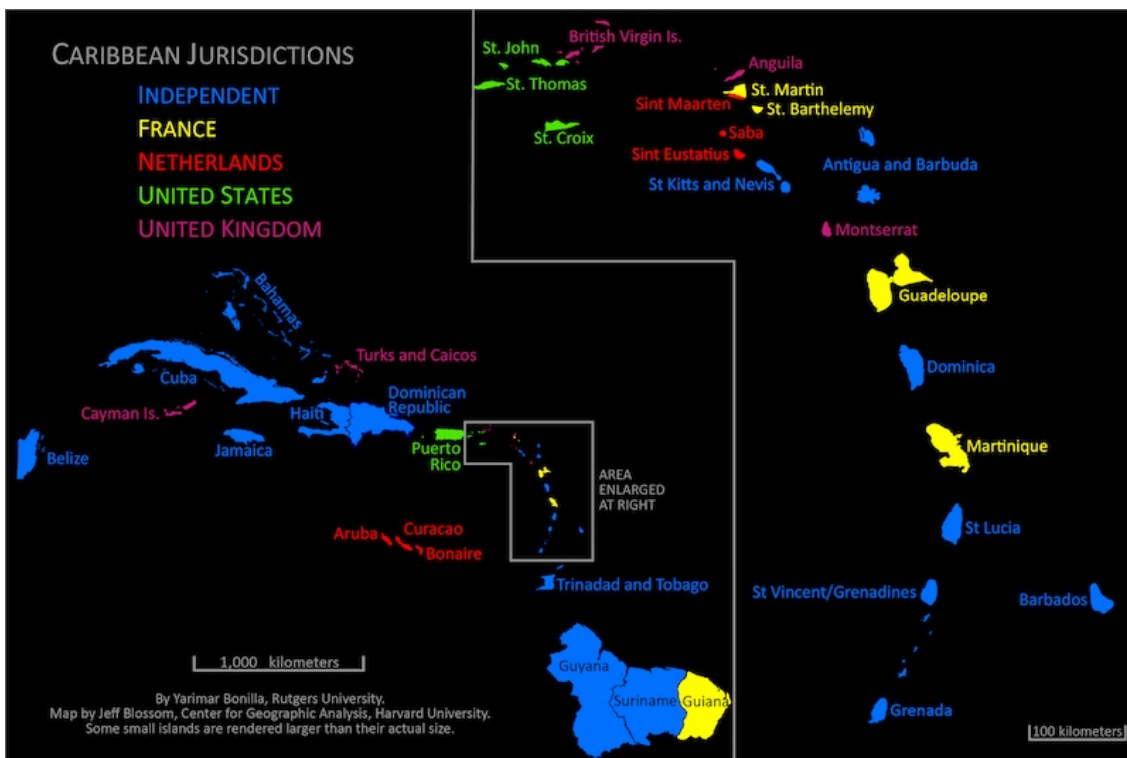 CARIBBEAN JURISDICTIONS
INDEPENDENT
FRANCE
NETHERLANDS
UNITED STATES
UNITED KINGDOM
St. John
British Virgin Is.
St. Thomas
St. Croix
Anguila
St. Martin
Sint Maarten
St. Barthelemy
Saba
Sint Eustatius
St Kitts and Nevis
Antigua and Barbuda
Montserrat
Guadeloupe
Dominica
Martinique
St Lucia
St Vincent/Grenadines
Barbados
Grenada
100 kilometers
Bahamas
Turks and Caicos
Cuba
Cayman Is.
Haiti
Dominican
Republic
Jamaica
Belize
Puerto
Rico
AREA
ENLARGED
AT RIGHT
Aruba
Curacao
Bonaire
Trinadad and Tobago
Guyana
Suriname
Guiana
1,000 kilometers
By Yarimar Bonilla, Rutgers University.
Map by Jeff Blossom, Center for Geographic Analysis, Harvard University.
Some small islands are rendered larger than their actual size.